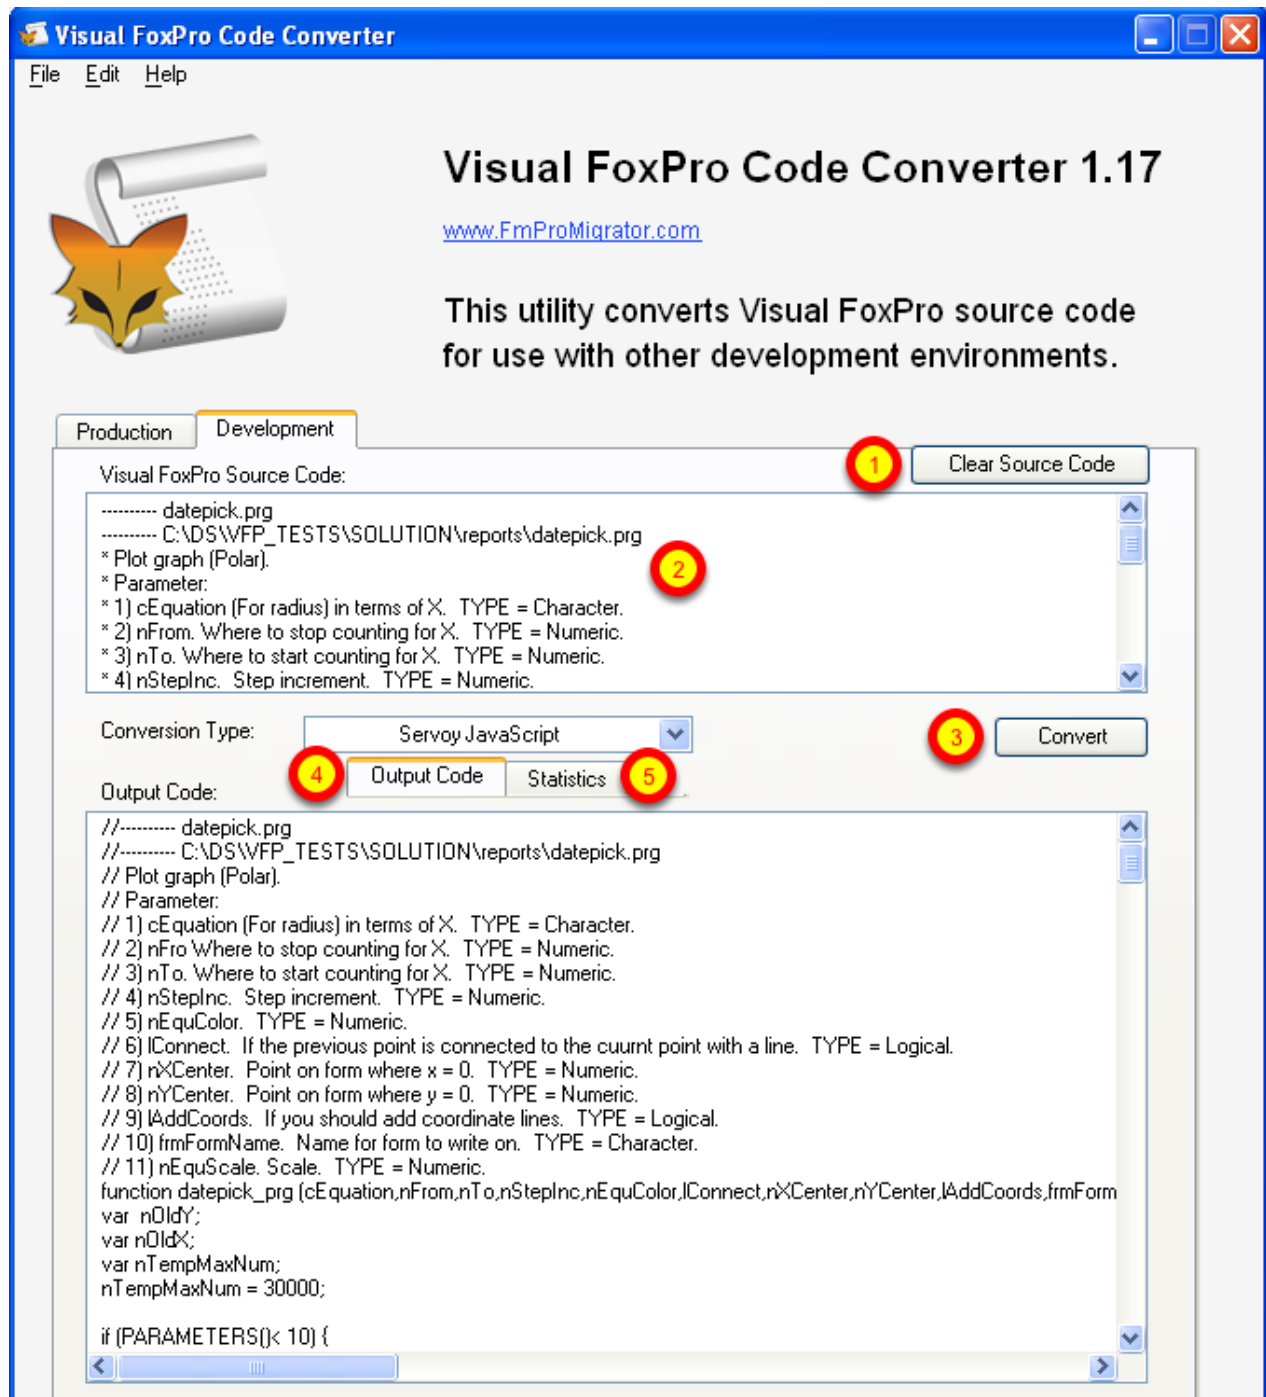 Visual FoxPro Code Converter
File Edit Help
Visual FoxPro Code Converter 1.17
www.FmProMigrator.com
This utility converts Visual FoxPro source code
for use with other development environments.
Production Development
1 Clear Source Code
Visual FoxPro Source Code:
---------- datepick.prg
---------- C:\DS\VFP_TESTS\SOLUTION\reports\datepick.prg
* Plot graph (Polar).
2
* Parameter:
* 1) cEquation (For radius) in terms of X.  TYPE = Character.
* 2) nFrom. Where to stop counting for X.  TYPE = Numeric.
* 3) nTo. Where to start counting for X.  TYPE = Numeric.
* 4) nStepInc.  Step increment.  TYPE = Numeric.
Conversion Type: Servoy JavaScript 3 Convert
4 Output Code Statistics 5
Output Code:
//---------- datepick.prg
//---------- C:\DS\VFP_TESTS\SOLUTION\reports\datepick.prg
// Plot graph (Polar).
// Parameter:
// 1) cEquation (For radius) in terms of X.  TYPE = Character.
// 2) nFro Where to stop counting for X.  TYPE = Numeric.
// 3) nTo. Where to start counting for X.  TYPE = Numeric.
// 4) nStepInc.  Step increment.  TYPE = Numeric.
// 5) nEquColor.  TYPE = Numeric.
// 6) lConnect.  If the previous point is connected to the cuurnt point with a line.  TYPE = Logical.
// 7) nXCenter.  Point on form where x = 0.  TYPE = Numeric.
// 8) nYCenter.  Point on form where y = 0.  TYPE = Numeric.
// 9) lAddCoords.  If you should add coordinate lines.  TYPE = Logical.
// 10) frmFormName.  Name for form to write on.  TYPE = Character.
// 11) nEquScale. Scale.  TYPE = Numeric.
function datepick_prg (cEquation,nFrom,nTo,nStepInc,nEquColor,lConnect,nXCenter,nYCenter,lAddCoords,frmForm
var  nOldY;
var nOldX;
var nTempMaxNum;
nTempMaxNum = 30000;
if (PARAMETERS()< 10) {